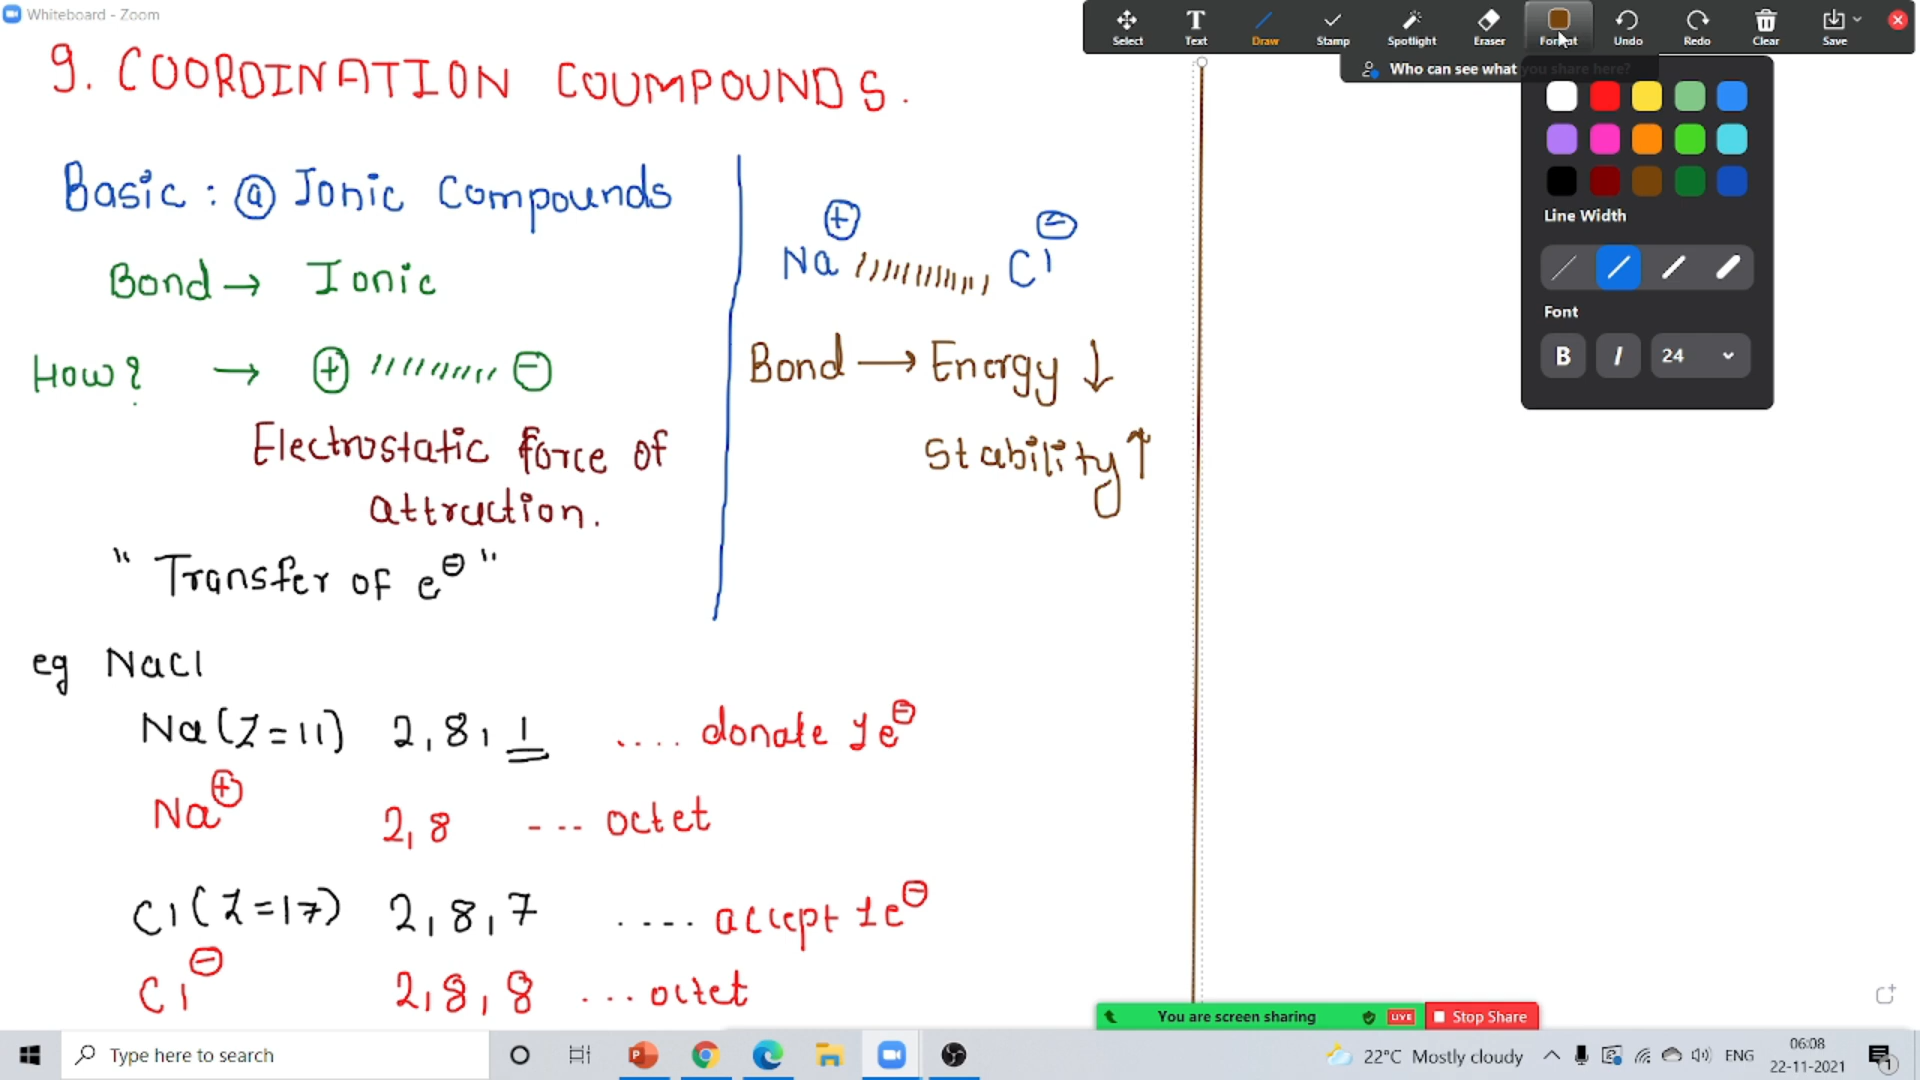 Whiteboard - Zoom
Select Text Draw Stamp Spotlight Eraser Format Undo Redo Clear Save
Who can see what you share here?
Line Width
Font
B I 24
9. COORDINATION COUMPOUNDS.
Basic : ⓐ Ionic Compounds
Bond → Ionic
How? → ⊕ ⊖
Electrostatic force of
attraction.
" Transfer of e⊖ "
Na⊕ Cl⊖
Bond → Energy ↓
Stability ↑
eg NaCl
Na (Z=11) 2, 8, 1 .... donate 1e⊖
Na⊕ 2, 8 --- octet
Cl (Z=17) 2, 8, 7 .... accept 1e⊖
Cl⊖ 2, 8, 8 ... octet
You are screen sharing LIVE Stop Share
Type here to search
22°C Mostly cloudy ENG
06:08
22-11-2021
1